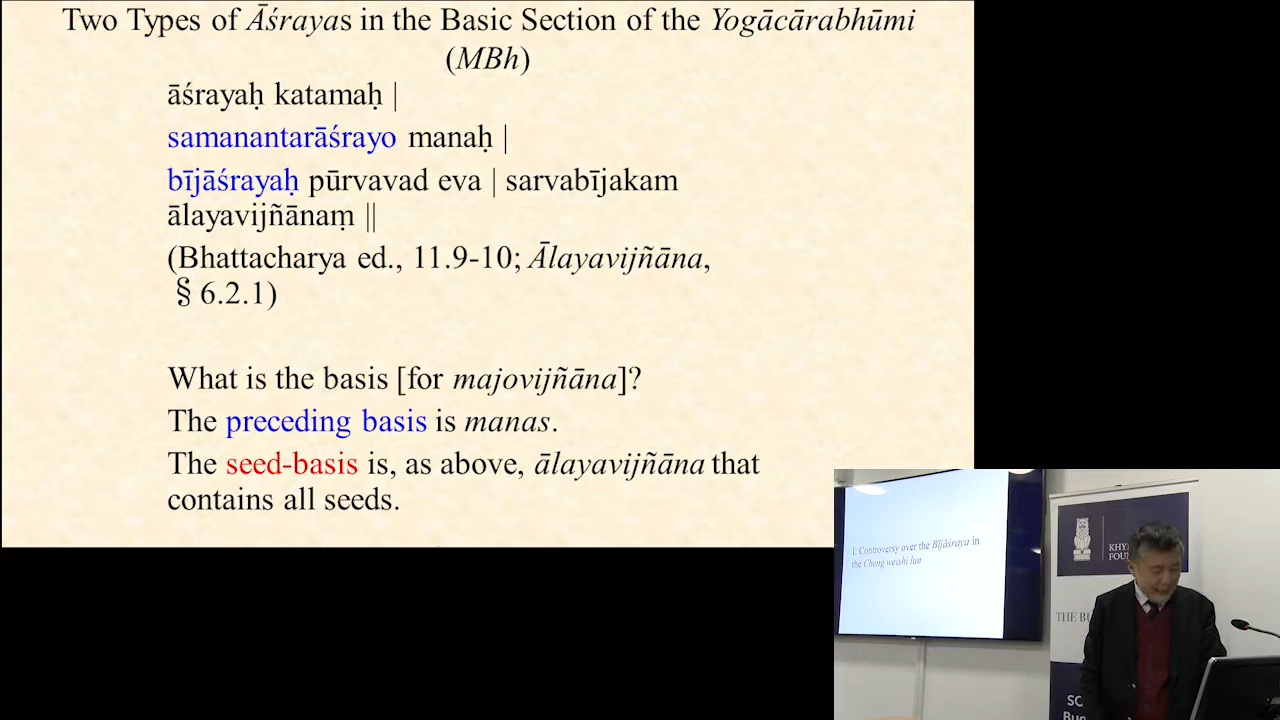 Two Types of Āśrayas in the Basic Section of the Yogācārabhūmi
(MBh)
āśrayaḥ katamaḥ |
samanantarāśrayo manaḥ |
bījāśrayaḥ pūrvavad eva | sarvabījakam
ālayavijñānaṃ ||
(Bhattacharya ed., 11.9-10; Ālayavijñāna,
§ 6.2.1)
What is the basis [for majovijñāna]?
The preceding basis is manas.
The seed-basis is, as above, ālayavijñāna that
contains all seeds.
I. Controversy over the Bījāśraya in
the Cheng weishi lun
THE